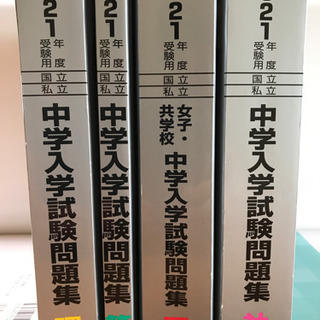 21
年度
受験用
国立
私立
中学入学試験問題集
21
年度
受験用
国立
私立
中学入学試験問題集
21
年度
受験用
国立
私立
女子・
共学校
中学入学試験問題集
21
年度
受験用
国立
私立
中学入学試験問題集